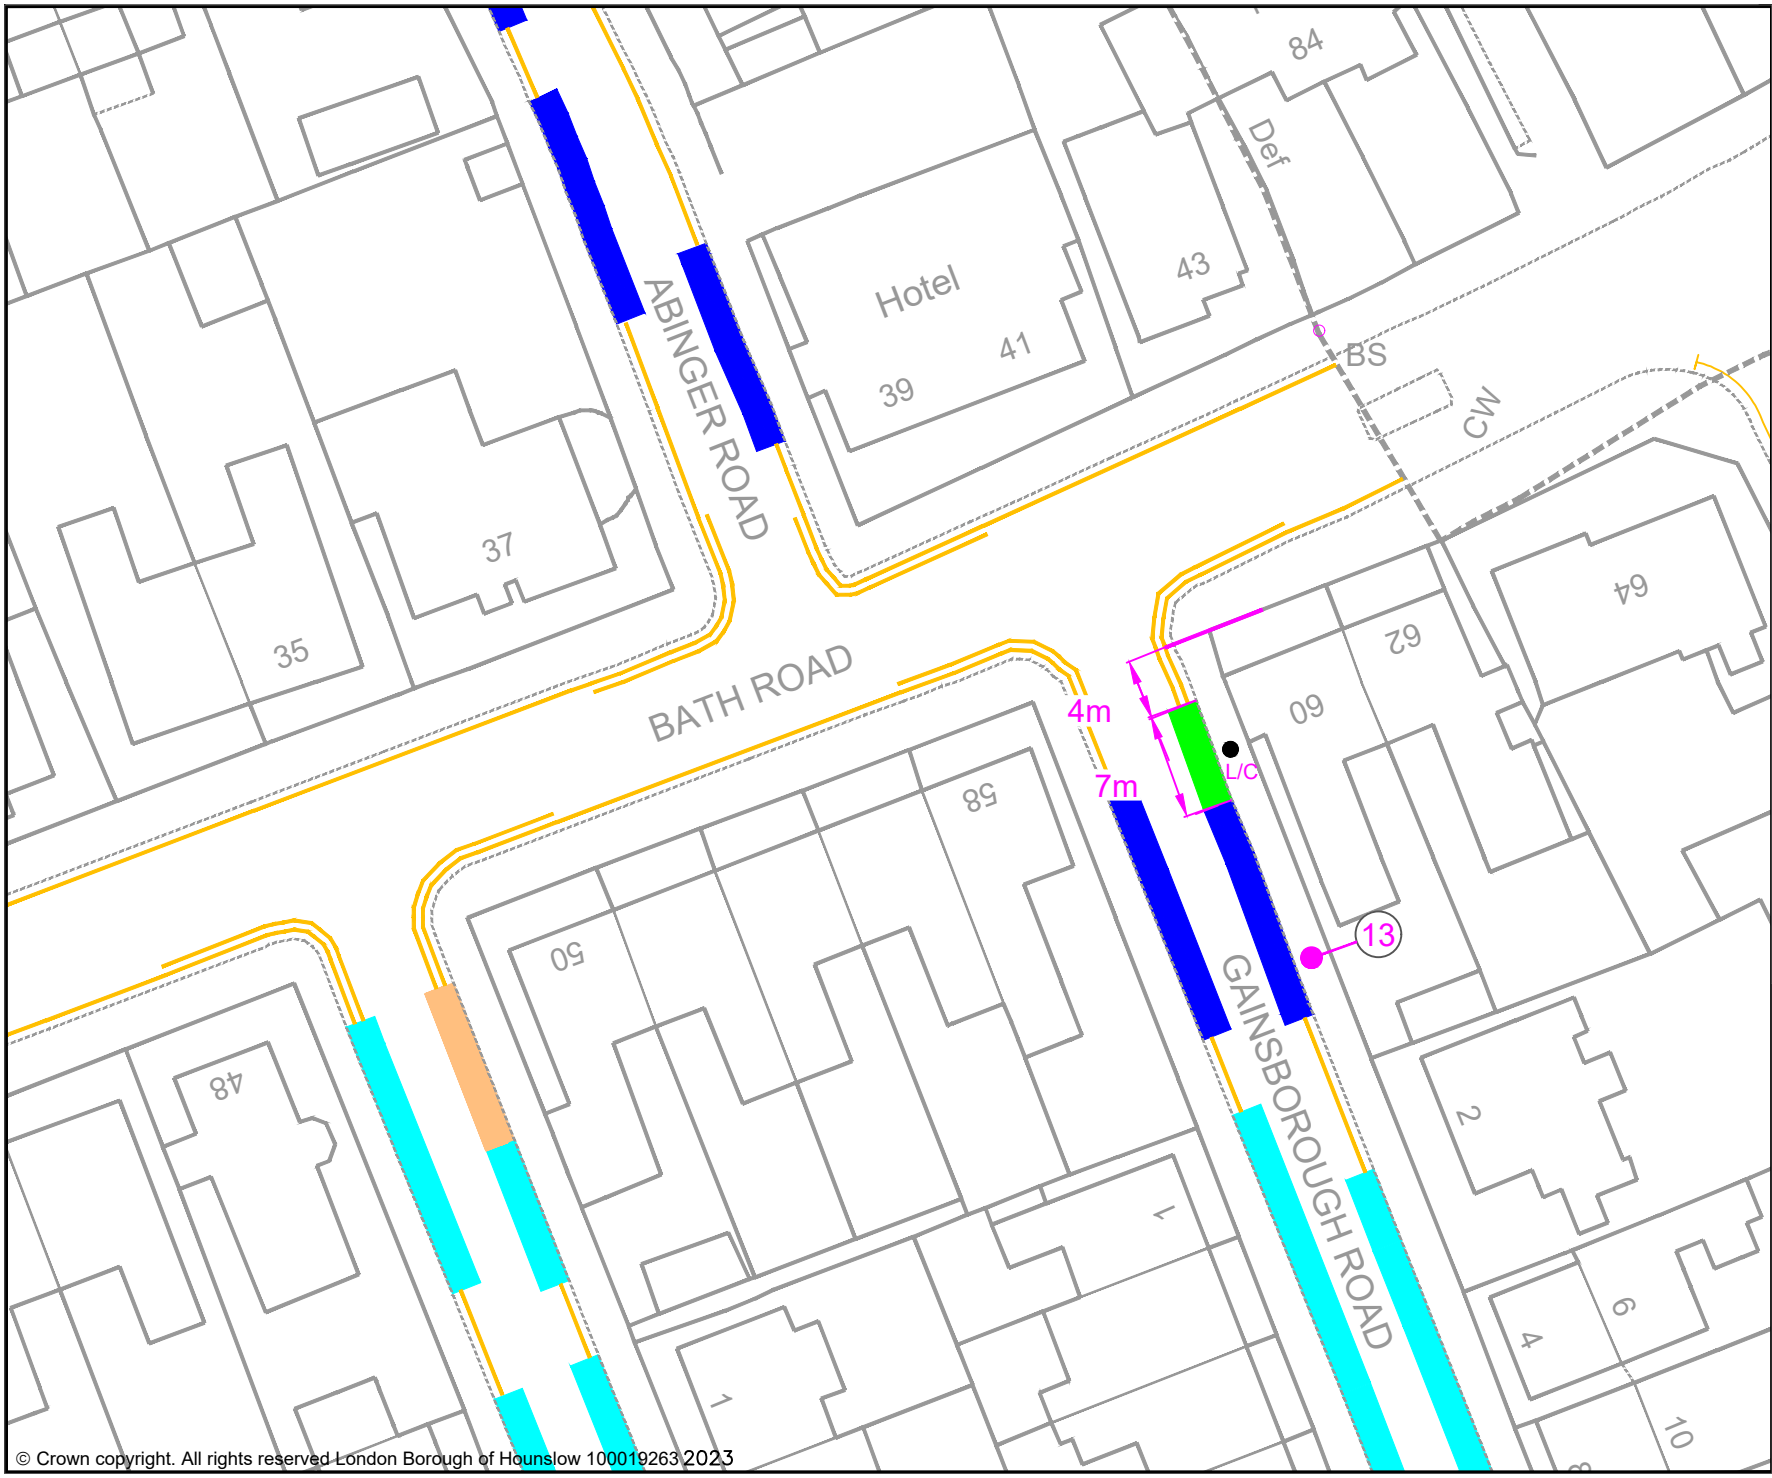 84
Def
43
Hotel
41
39
BS
CW
ABINGER ROAD
37
35
64
62
60
BATH ROAD
4m
7m
L/C
58
50
13
GAINSBOROUGH ROAD
48
2
1
6
4
1
10
8
© Crown copyright. All rights reserved London Borough of Hounslow 100019263 2023